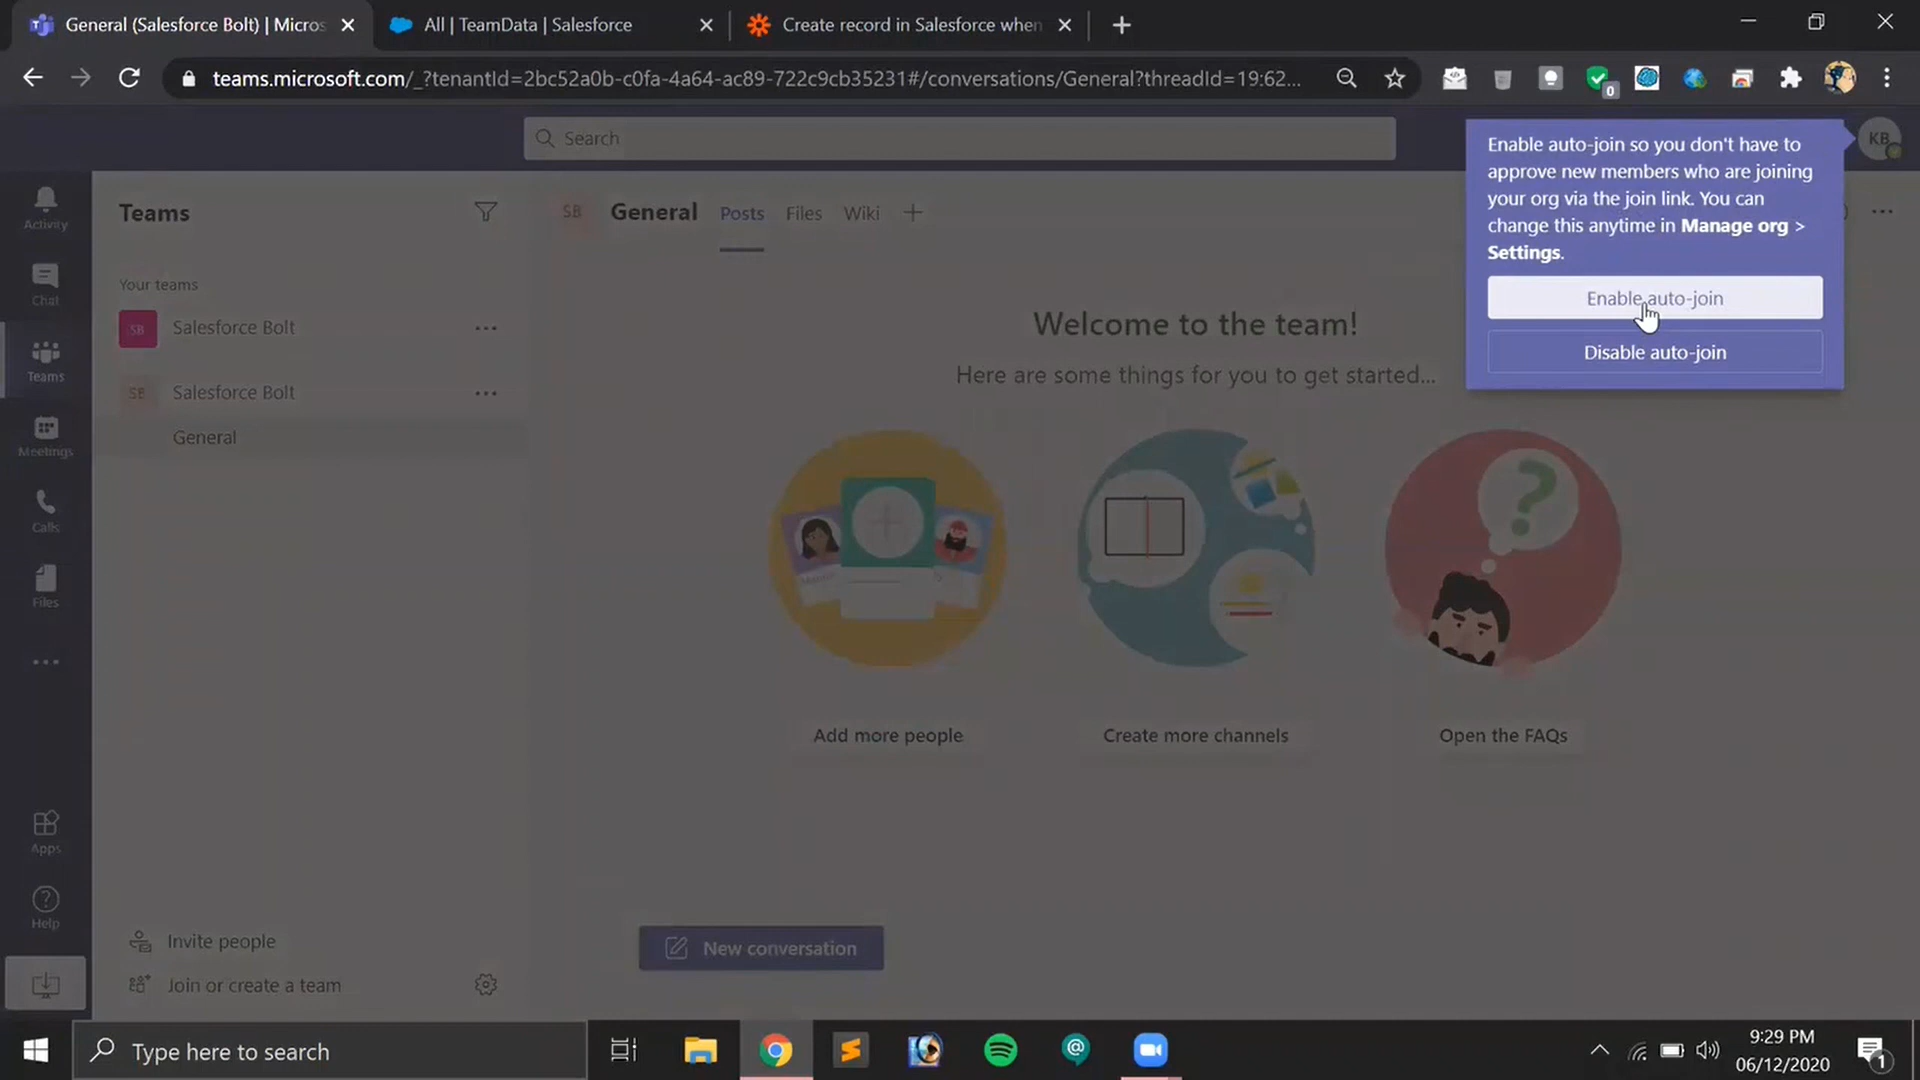 General (Salesforce Bolt) | Micros
All | TeamData | Salesforce
Create record in Salesforce when
teams.microsoft.com/_?tenantId=2bc52a0b-c0fa-4a64-ac89-722c9cb35231#/conversations/General?threadId=19:62...
0
Search
KB
Enable auto-join so you don't have to
approve new members who are joining
your org via the join link. You can
change this anytime in Manage org >
Settings.
Enable auto-join
Disable auto-join
Activity
Chat
Teams
Meetings
Calls
Files
Apps
Help
Teams
Your teams
SB Salesforce Bolt
SB Salesforce Bolt
General
Invite people
Join or create a team
SB General Posts Files Wiki
Welcome to the team!
Here are some things for you to get started...
Add more people
Create more channels
Open the FAQs
New conversation
Type here to search
9:29 PM
06/12/2020
1